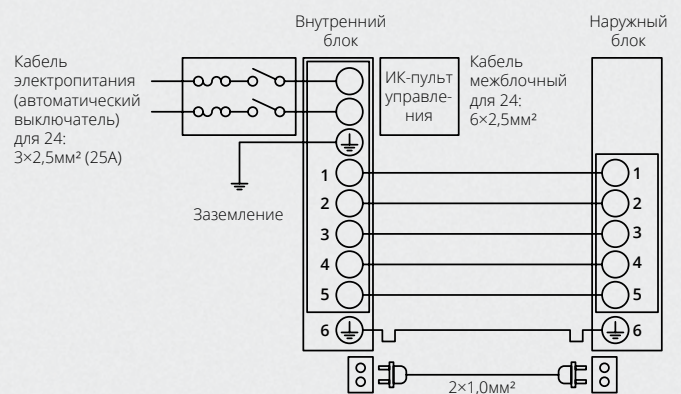 Внутренний
блок
Наружный
блок
Кабель
электропитания
(автоматический
выключатель)
для 24:
3×2,5мм² (25А)
ИК-пульт
управле-
ния
Кабель
межблочный
для 24:
6×2,5мм²
Заземление
1
1
2
2
3
3
4
4
5
5
6
6
2×1,0мм²